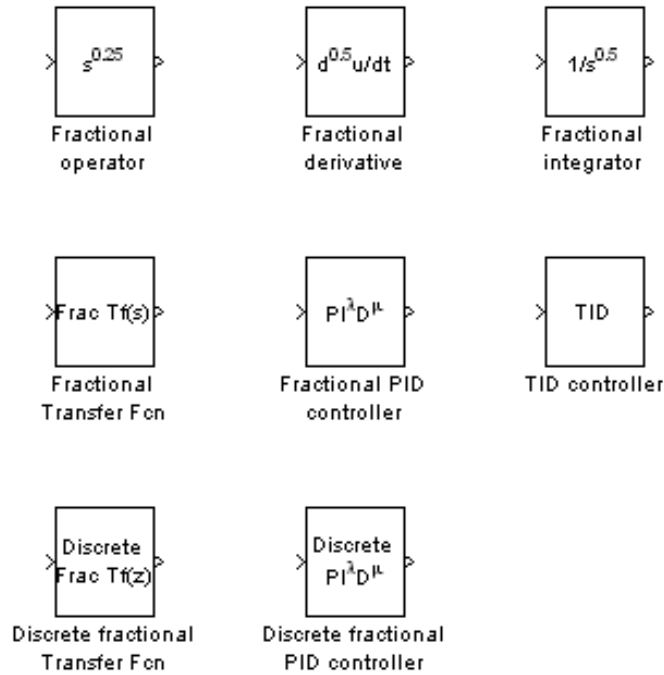 s^0.25
d^0.5u/dt
1/s^0.5
Fractional
operator
Fractional
derivative
Fractional
integrator
Frac Tf(s)
PI^λD^μ
TID
Fractional
Transfer Fcn
Fractional PID
controller
TID controller
Discrete
Frac Tf(z)
Discrete
PI^λD^μ
Discrete fractional
Transfer Fcn
Discrete fractional
PID controller